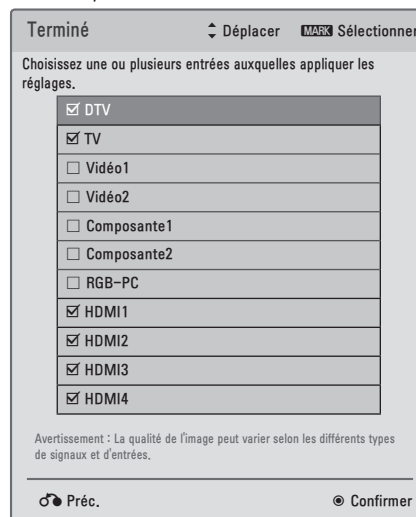 Terminé Déplacer MARK Sélectionner
Choisissez une ou plusieurs entrées auxquelles appliquer les
réglages.
DTV
TV
Vidéo1
Vidéo2
Composante1
Composante2
RGB-PC
HDMI1
HDMI2
HDMI3
HDMI4
Avertissement : La qualité de l'image peut varier selon les différents types
de signaux et d'entrées.
Préc. Confirmer